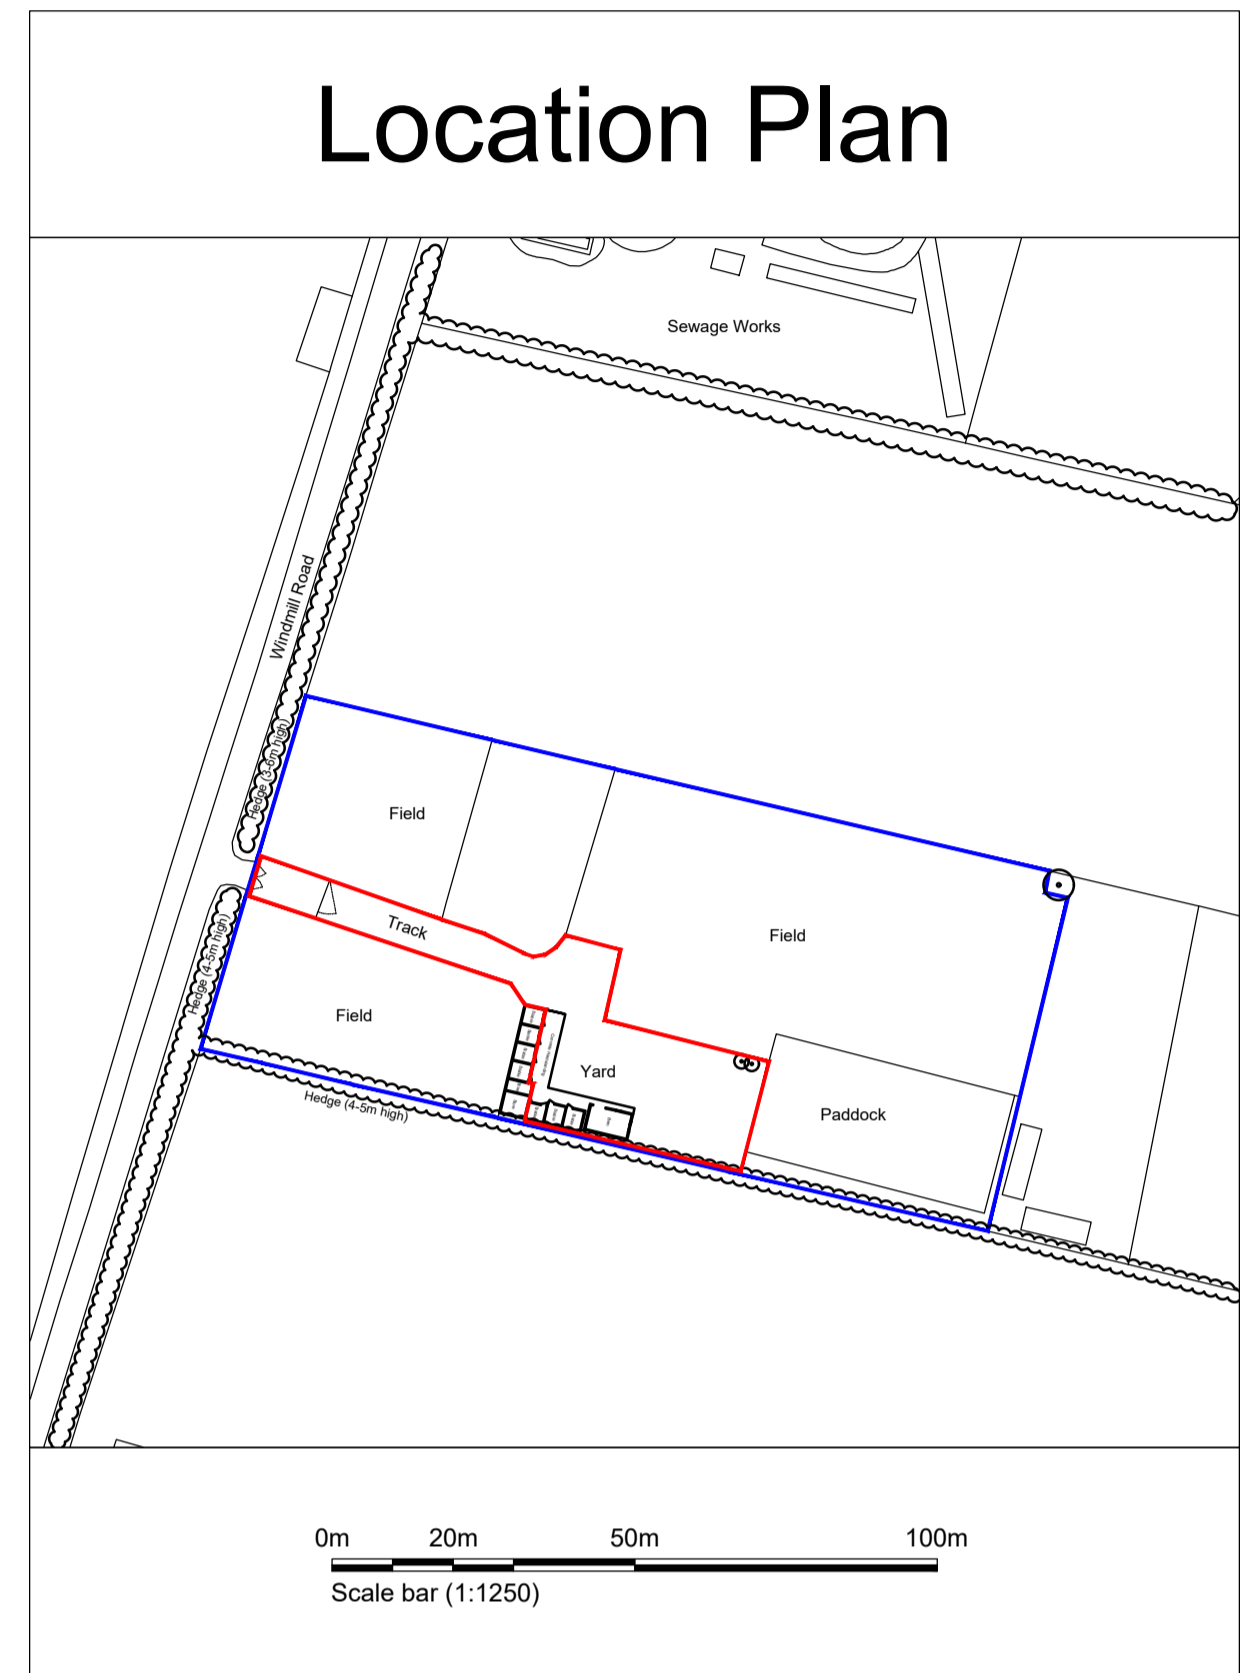 Location Plan
Sewage Works
Windmill Road
Hedge (3-6m high)
Field
Track
Field
Hedge (4-5m high)
Field
Yard
Paddock
Hedge (4-5m high)
0m 20m 50m 100m
Scale bar (1:1250)